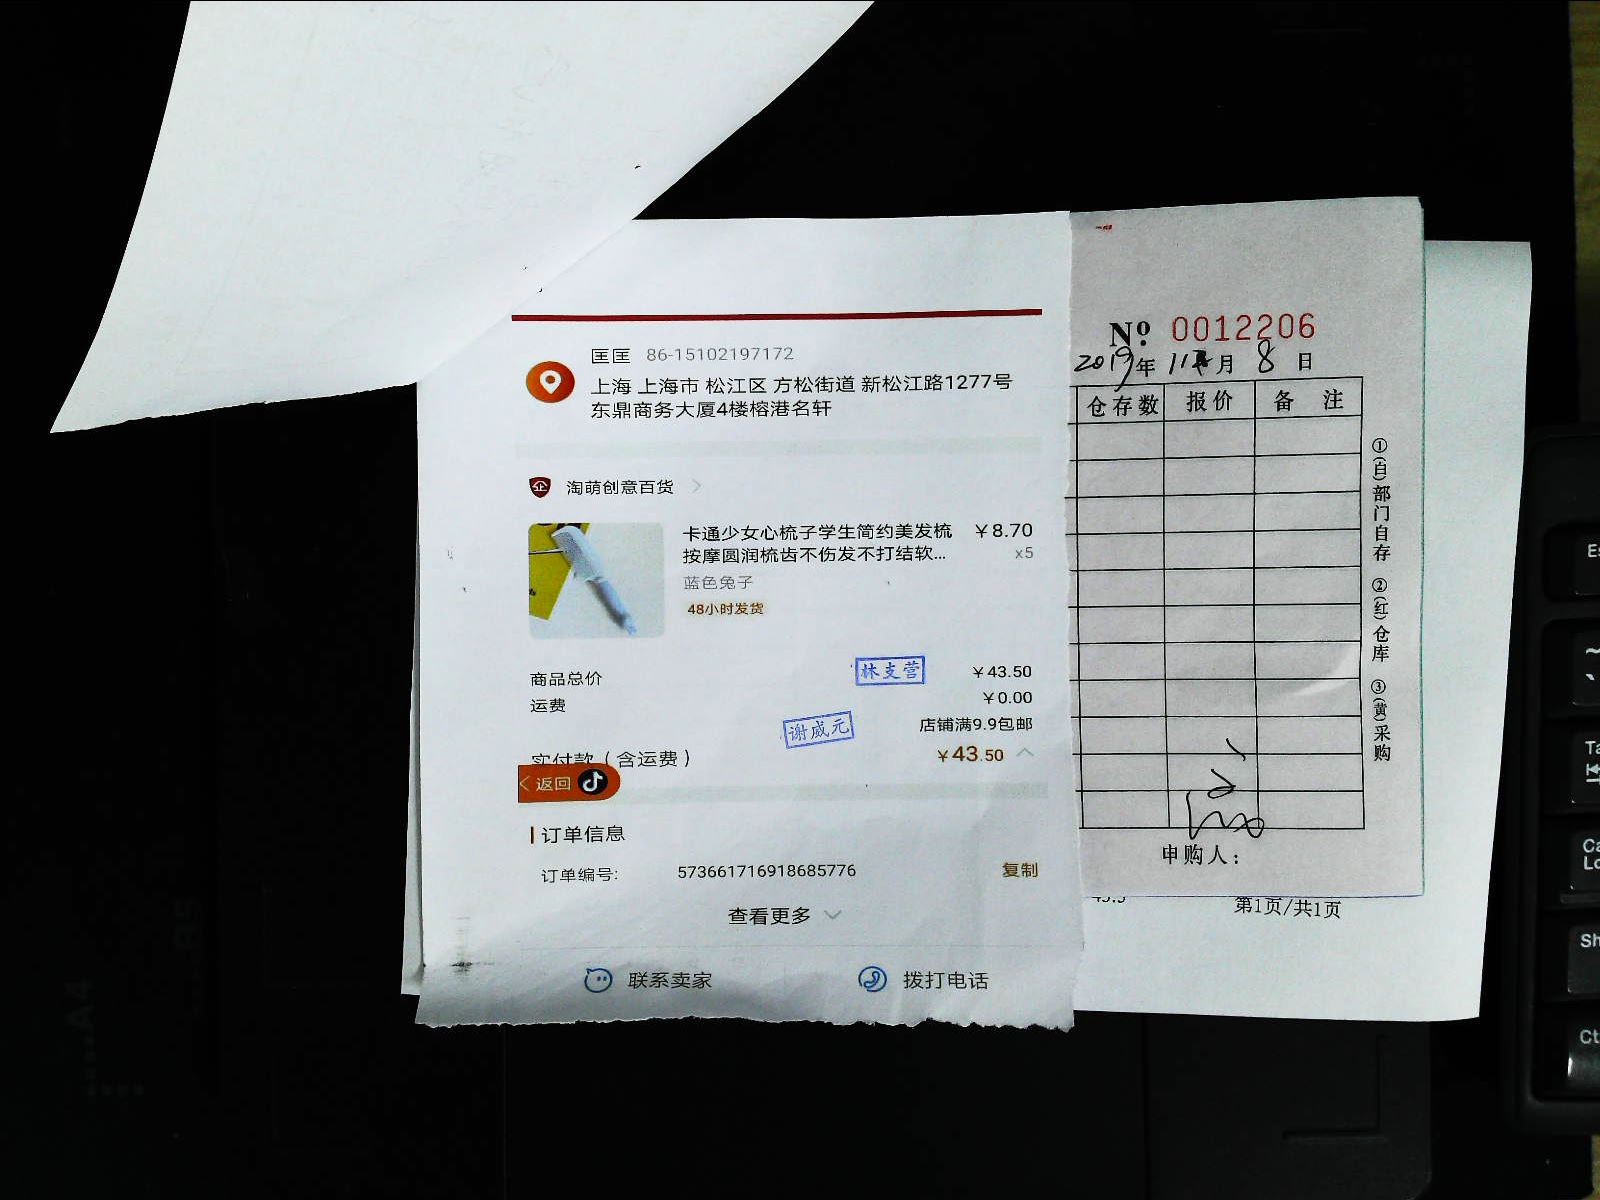 匡匡 86-15102197172
上海 上海市 松江区 方松街道 新松江路1277号
东鼎商务大厦4楼榕港名轩
淘萌创意百货
卡通少女心梳子学生简约美发梳 ¥8.70
按摩圆润梳齿不伤发不打结软... x5
蓝色兔子
48小时发货
商品总价 ¥43.50
林支营
运费 ¥0.00
店铺满9.9包邮
谢威元
实付款（含运费） ¥43.50
返回
订单信息
订单编号: 573661716918685776 复制
查看更多
联系卖家 拨打电话
№ 0012206
2019年 11月 8日
仓存数 报价 备注
①(白)部门自存 ②(红)仓库 ③(黄)采购
申购人：
第1页/共1页
A4